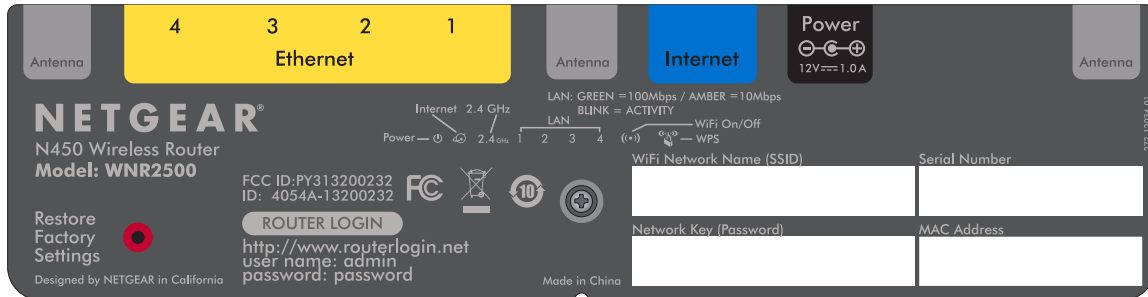 4 3 2 1
Ethernet
Antenna
Antenna
Internet
Power
12V⎓1.0A
Antenna
NETGEAR®
N450 Wireless Router
Model: WNR2500
LAN: GREEN =100Mbps / AMBER =10Mbps
BLINK = ACTIVITY
Internet 2.4 GHz
LAN
WiFi On/Off
Power 2.4 GHz 1 2 3 4 WPS
FCC ID:PY313200232
ID: 4054A-13200232
FC
10
ROUTER LOGIN
http://www.routerlogin.net
user name: admin
password: password
Restore
Factory
Settings
Designed by NETGEAR in California
Made in China
WiFi Network Name (SSID)
Serial Number
Network Key (Password)
MAC Address